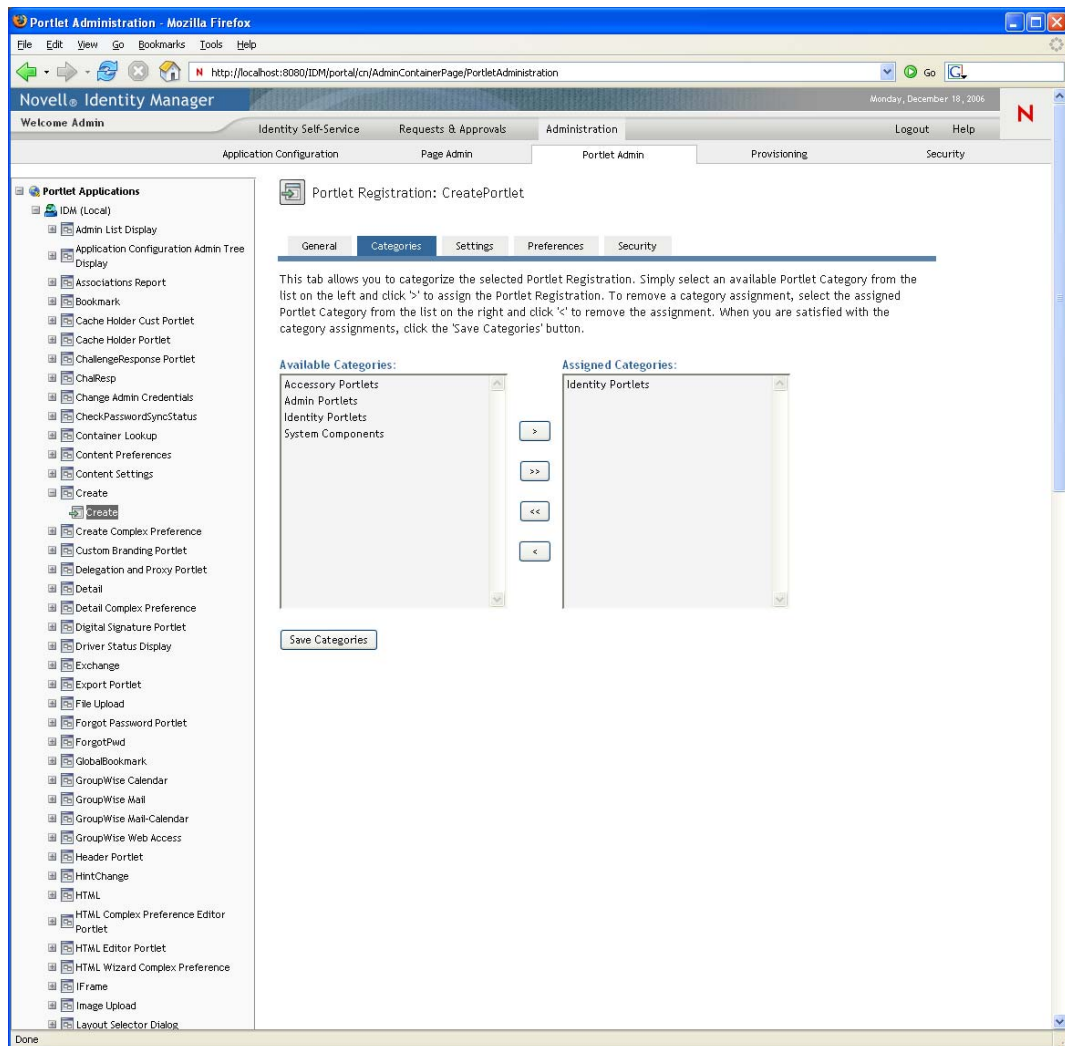 Portlet Administration - Mozilla Firefox
File Edit View Go Bookmarks Tools Help
N http://localhost:8080/IDM/portal/cn/AdminContainerPage/PortletAdministration Go G
Novell® Identity Manager Monday, December 18, 2006
N
Welcome Admin Identity Self-Service Requests & Approvals Administration Logout Help
Application Configuration Page Admin Portlet Admin Provisioning Security
Portlet Applications
IDM (Local)
Admin List Display
Application Configuration Admin Tree
Display
Associations Report
Bookmark
Cache Holder Cust Portlet
Cache Holder Portlet
ChallengeResponse Portlet
ChalResp
Change Admin Credentials
CheckPasswordSyncStatus
Container Lookup
Content Preferences
Content Settings
Create
Create
Create Complex Preference
Custom Branding Portlet
Delegation and Proxy Portlet
Detail
Detail Complex Preference
Digital Signature Portlet
Driver Status Display
Exchange
Export Portlet
File Upload
Forgot Password Portlet
ForgotPwd
GlobalBookmark
GroupWise Calendar
GroupWise Mail
GroupWise Mail-Calendar
GroupWise Web Access
Header Portlet
HintChange
HTML
HTML Complex Preference Editor
Portlet
HTML Editor Portlet
HTML Wizard Complex Preference
IFrame
Image Upload
Layout Selector Dialog
Portlet Registration: CreatePortlet
General Categories Settings Preferences Security
This tab allows you to categorize the selected Portlet Registration. Simply select an available Portlet Category from the
list on the left and click '>' to assign the Portlet Registration. To remove a category assignment, select the assigned
Portlet Category from the list on the right and click '<' to remove the assignment. When you are satisfied with the
category assignments, click the 'Save Categories' button.
Available Categories: Assigned Categories:
Accessory Portlets Identity Portlets
Admin Portlets
Identity Portlets
System Components
>
>>
<<
<
Save Categories
Done